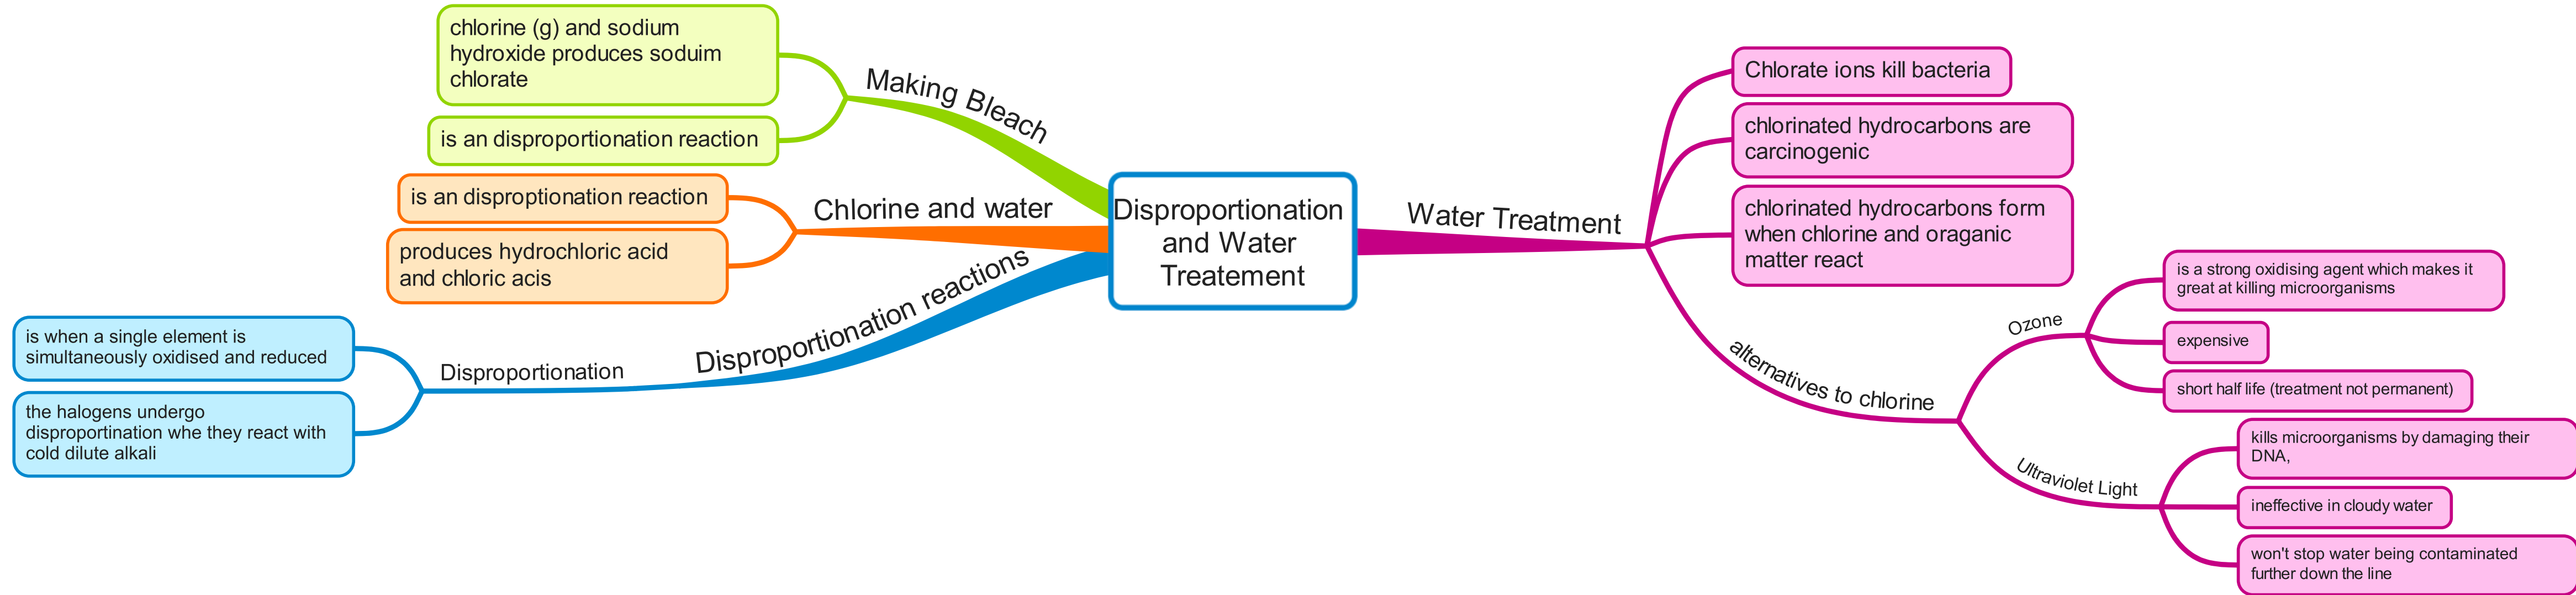 Disproportionation
and Water
Treatement
Making Bleach
chlorine (g) and sodium
hydroxide produces soduim
chlorate
is an disproportionation reaction
Chlorine and water
is an disproptionation reaction
produces hydrochloric acid
and chloric acis
Disproportionation reactions
Disproportionation
is when a single element is
simultaneously oxidised and reduced
the halogens undergo
disproportination whe they react with
cold dilute alkali
Water Treatment
Chlorate ions kill bacteria
chlorinated hydrocarbons are
carcinogenic
chlorinated hydrocarbons form
when chlorine and oraganic
matter react
alternatives to chlorine
Ozone
is a strong oxidising agent which makes it
great at killing microorganisms
expensive
short half life (treatment not permanent)
Ultraviolet Light
kills microorganisms by damaging their
DNA,
ineffective in cloudy water
won't stop water being contaminated
further down the line